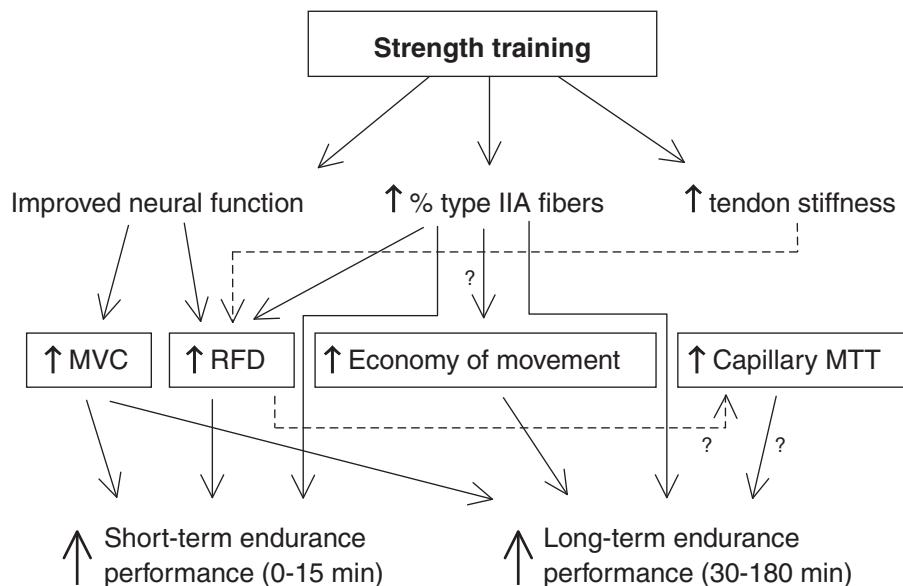 Strength training
Improved neural function
↑ % type IIA fibers
↑ tendon stiffness
?
↑ MVC
↑ RFD
↑ Economy of movement
↑ Capillary MTT
?
?
↑ Short-term endurance
performance (0-15 min)
↑ Long-term endurance
performance (30-180 min)